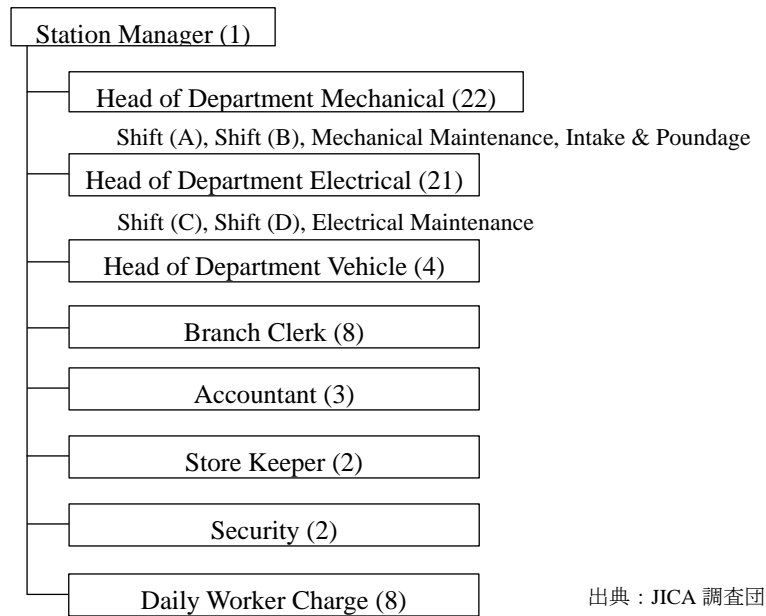 Station Manager (1)
Head of Department Mechanical (22)
Shift (A), Shift (B), Mechanical Maintenance, Intake & Poundage
Head of Department Electrical (21)
Shift (C), Shift (D), Electrical Maintenance
Head of Department Vehicle (4)
Branch Clerk (8)
Accountant (3)
Store Keeper (2)
Security (2)
Daily Worker Charge (8)
出典：JICA 調査団